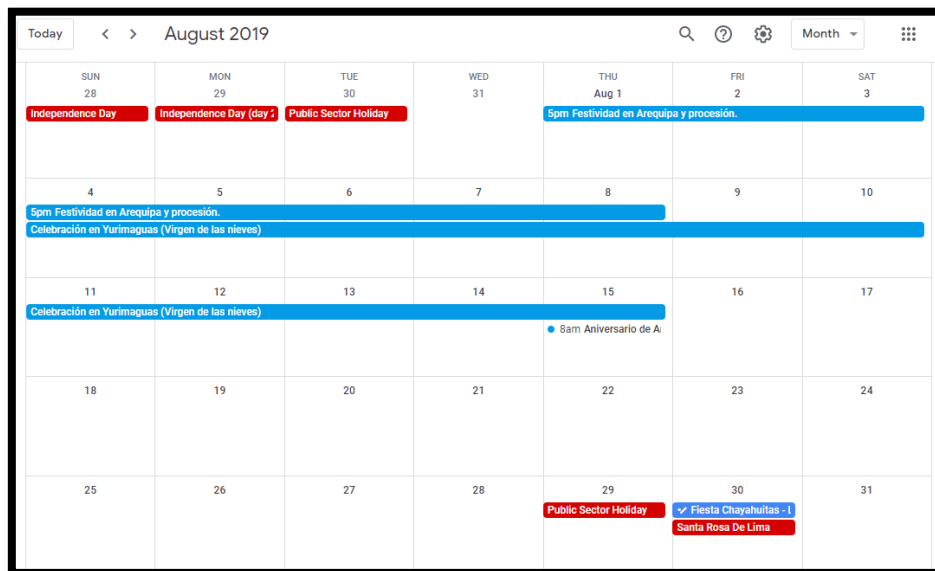 Today August 2019 Month
SUN MON TUE WED THU FRI SAT
28 29 30 31 Aug 1 2 3
Independence Day Independence Day (day 2 Public Sector Holiday 5pm Festividad en Arequipa y procesión.
4 5 6 7 8 9 10
5pm Festividad en Arequipa y procesión.
Celebración en Yurimaguas (Virgen de las nieves)
11 12 13 14 15 16 17
Celebración en Yurimaguas (Virgen de las nieves)
8am Aniversario de
18 19 20 21 22 23 24
25 26 27 28 29 30 31
Public Sector Holiday Fiesta Chayahuitas -
Santa Rosa De Lima